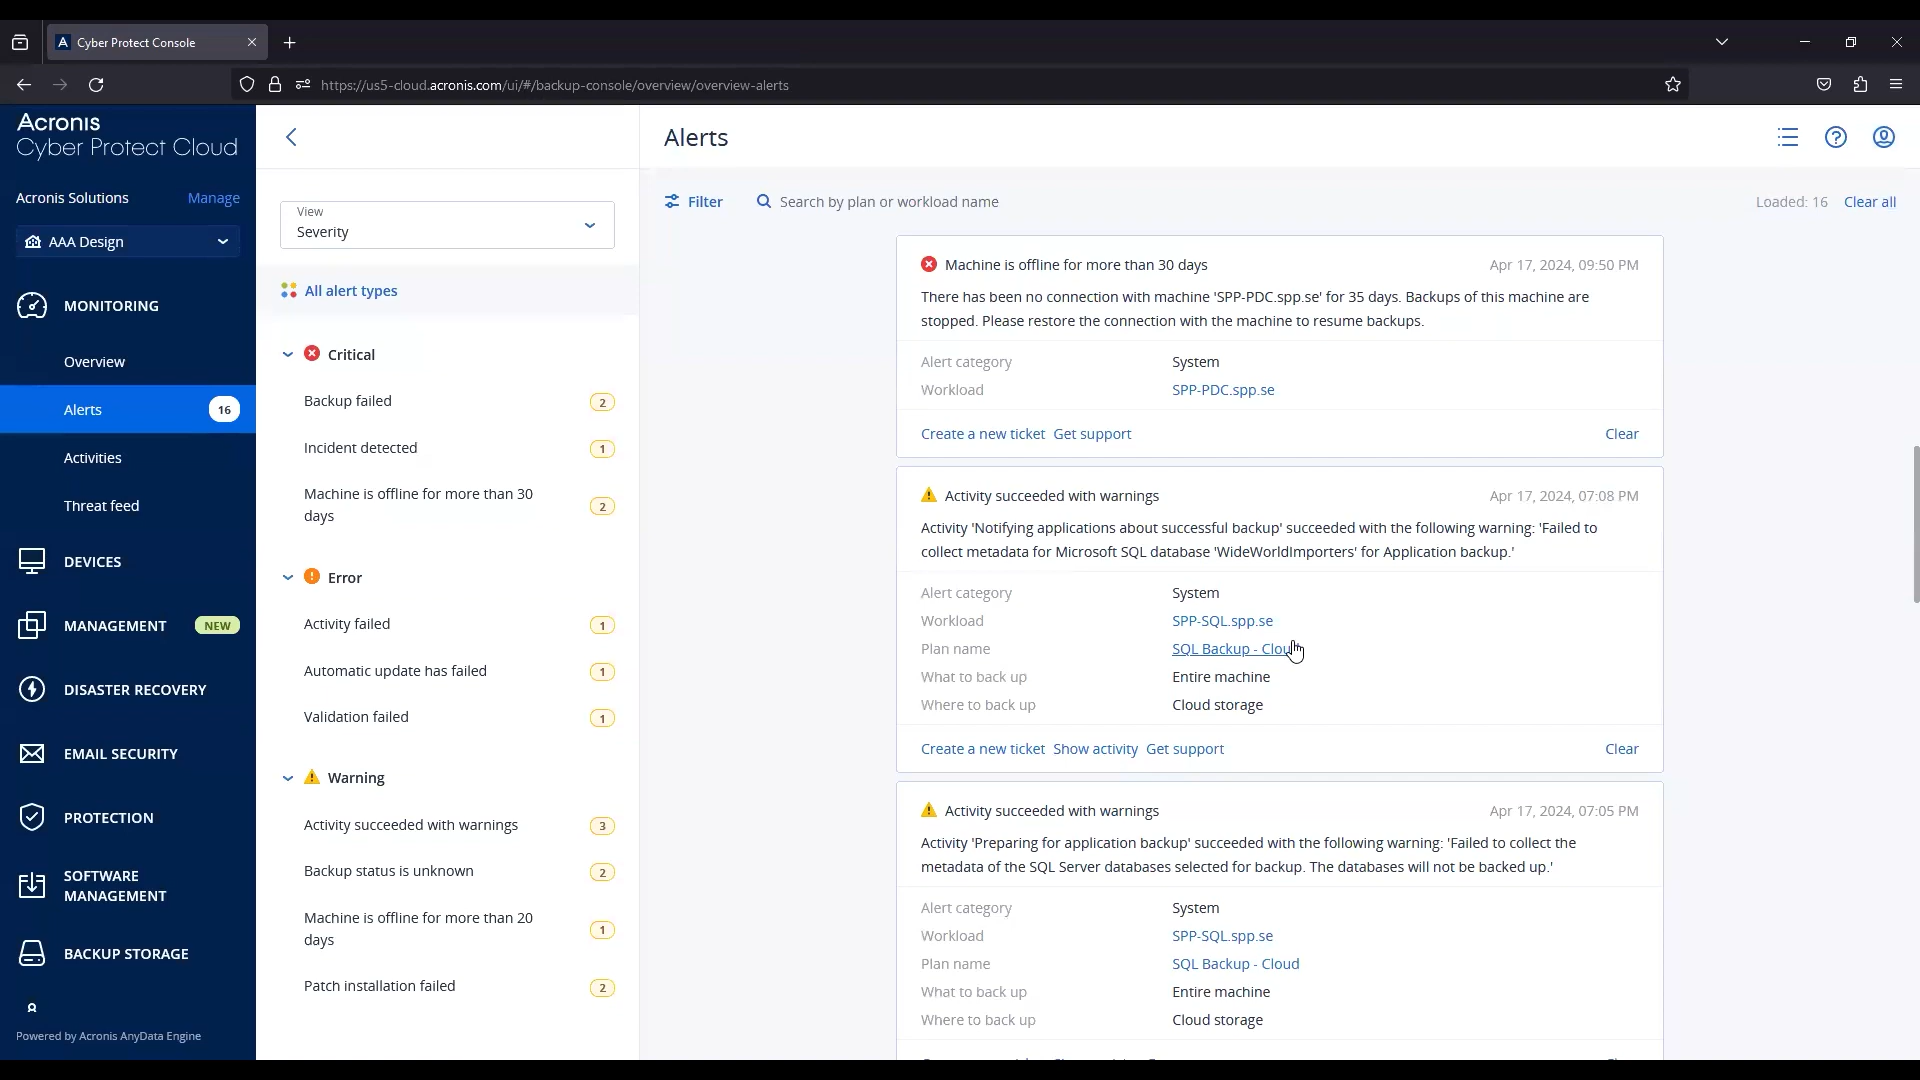 Cyber Protect Console
https://us5-cloud.acronis.com/ui/#/backup-console/overview/overview-alerts
Acronis
Cyber Protect Cloud
Acronis Solutions
Manage
AAA Design
MONITORING
Overview
Alerts
16
Activities
Threat feed
DEVICES
MANAGEMENT
NEW
DISASTER RECOVERY
EMAIL SECURITY
PROTECTION
SOFTWARE
MANAGEMENT
BACKUP STORAGE
Powered by Acronis AnyData Engine
View
Severity
All alert types
Critical
Backup failed
2
Incident detected
1
Machine is offline for more than 30
days
2
Error
Activity failed
1
Automatic update has failed
1
Validation failed
1
Warning
Activity succeeded with warnings
3
Backup status is unknown
2
Machine is offline for more than 20
days
1
Patch installation failed
2
Alerts
Filter
Search by plan or workload name
Loaded: 16
Clear all
Machine is offline for more than 30 days
Apr 17, 2024, 09:50 PM
There has been no connection with machine 'SPP-PDC.spp.se' for 35 days. Backups of this machine are
stopped. Please restore the connection with the machine to resume backups.
Alert category System
Workload SPP-PDC.spp.se
Create a new ticket Get support Clear
Activity succeeded with warnings
Apr 17, 2024, 07:08 PM
Activity 'Notifying applications about successful backup' succeeded with the following warning: 'Failed to
collect metadata for Microsoft SQL database 'WideWorldImporters' for Application backup.'
Alert category System
Workload SPP-SQL.spp.se
Plan name SQL Backup - Cloud
What to back up Entire machine
Where to back up Cloud storage
Create a new ticket Show activity Get support Clear
Activity succeeded with warnings
Apr 17, 2024, 07:05 PM
Activity 'Preparing for application backup' succeeded with the following warning: 'Failed to collect the
metadata of the SQL Server databases selected for backup. The databases will not be backed up.'
Alert category System
Workload SPP-SQL.spp.se
Plan name SQL Backup - Cloud
What to back up Entire machine
Where to back up Cloud storage